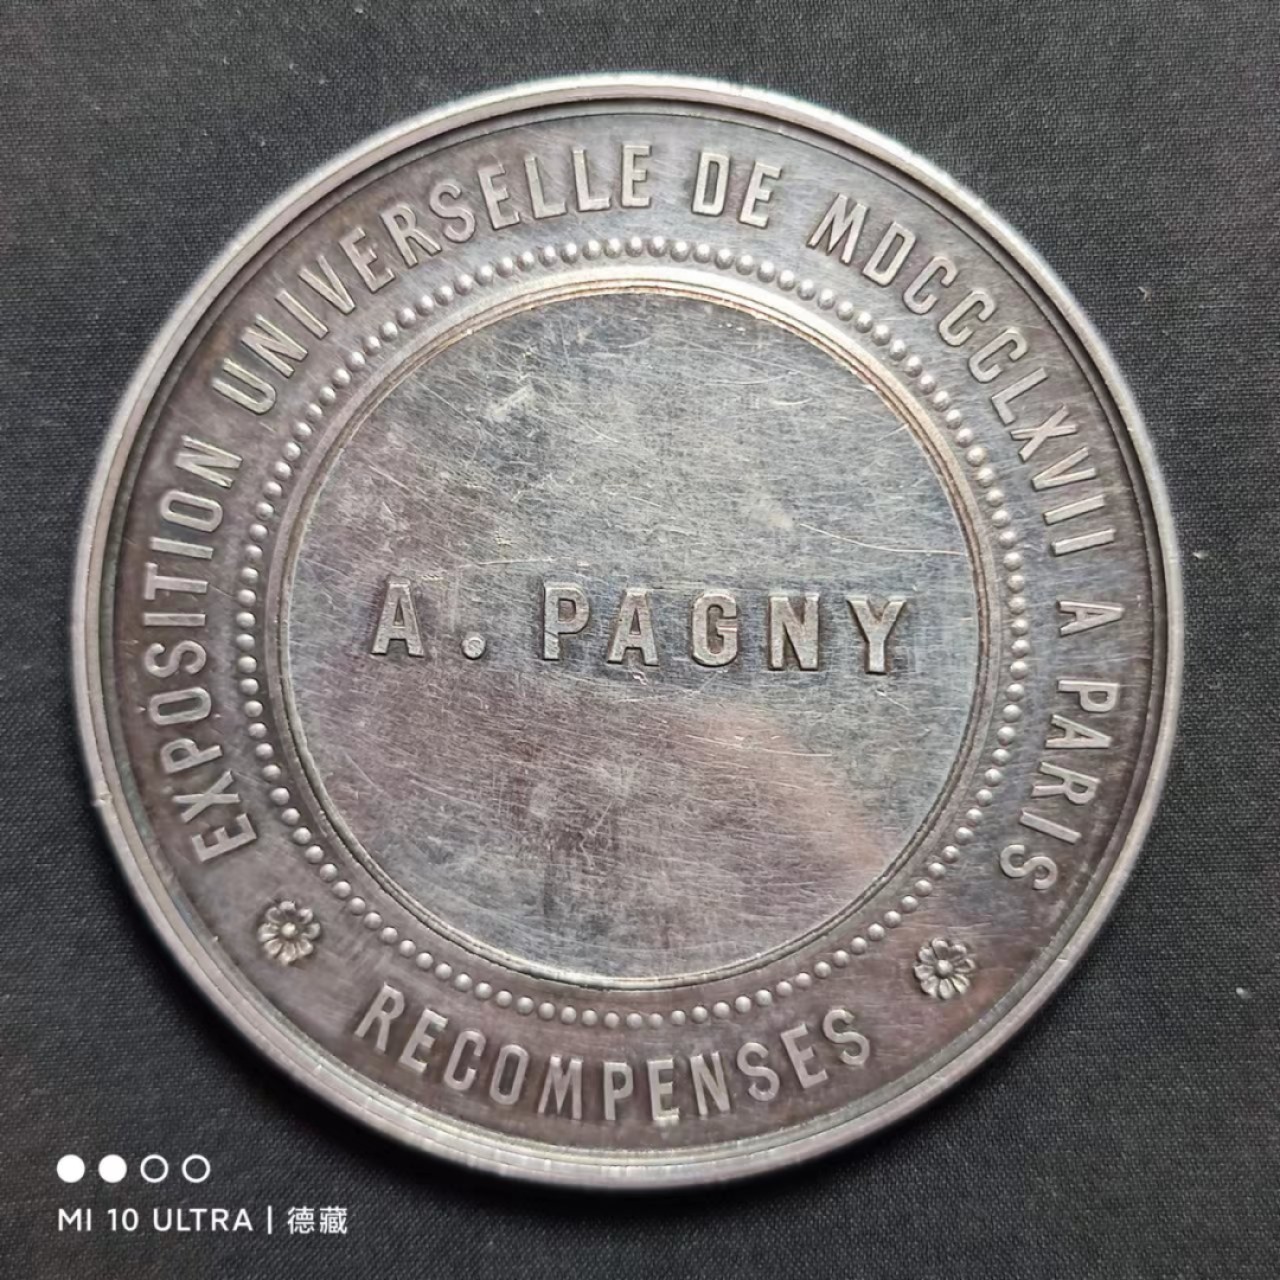 EXPOSITION UNIVERSELLE DE MDCCCLXVII A PARIS
A. PAGNY
RECOMPENSES
MI 10 ULTRA | 德藏